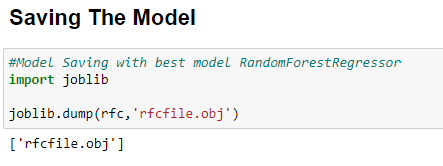 Saving The Model
#Model Saving with best model RandomForestRegressor
import joblib
joblib.dump(rfc,'rfcfile.obj')
['rfcfile.obj']